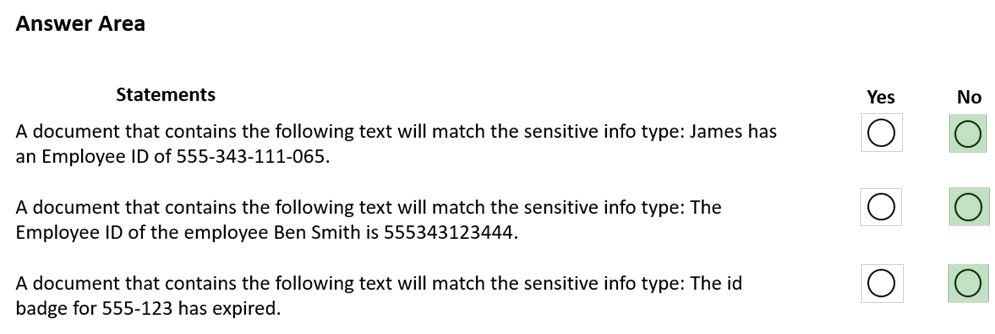 Answer Area
Statements Yes No
A document that contains the following text will match the sensitive info type: James has
an Employee ID of 555-343-111-065.
A document that contains the following text will match the sensitive info type: The
Employee ID of the employee Ben Smith is 555343123444.
A document that contains the following text will match the sensitive info type: The id
badge for 555-123 has expired.